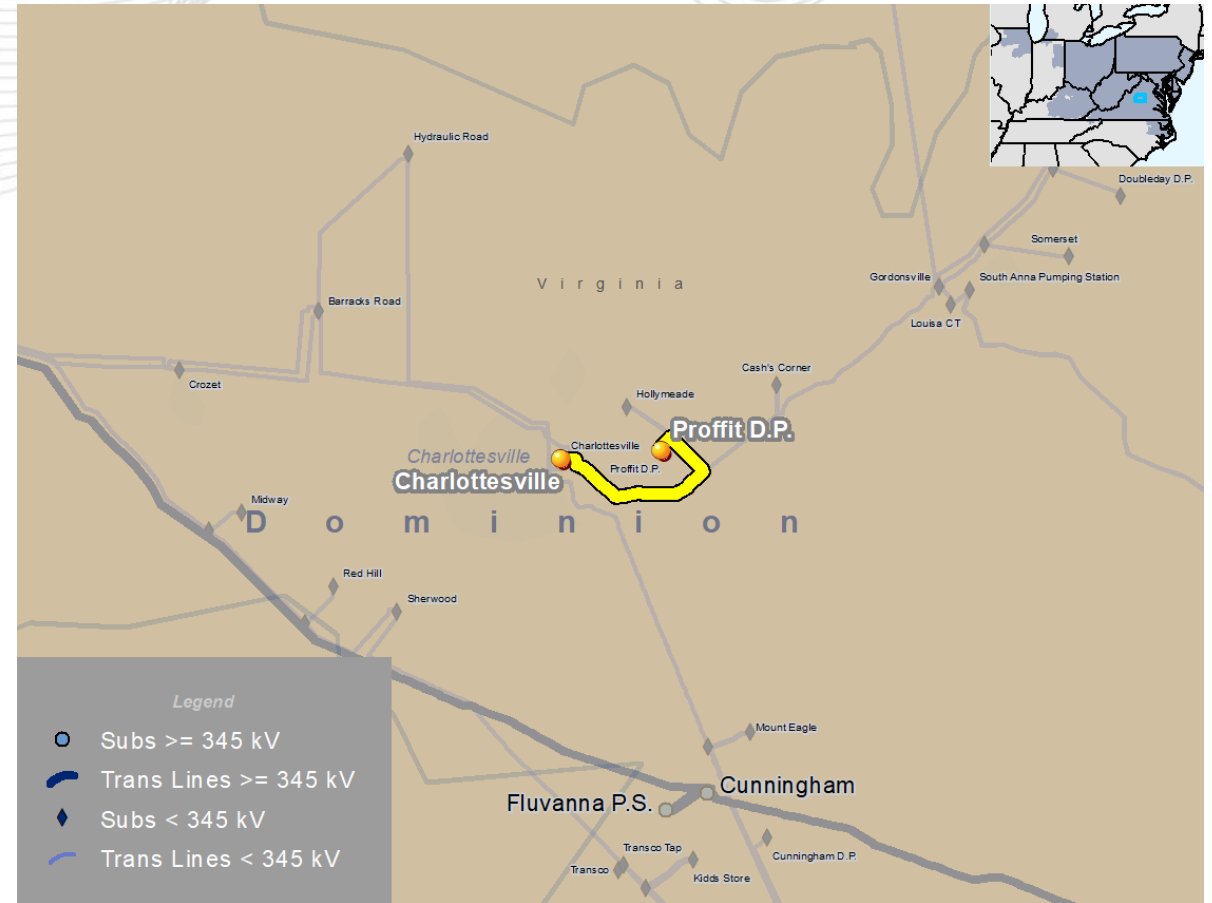 Hydraulic Road
Doubleday D.P.
Somerset
Virginia
Gordonsville
South Anna Pumping Station
Barracks Road
Louisa CT
Cash's Corner
Crozet
Hollymeade
Proffit D.P.
Charlottesville
Charlottesville
Proffit D.P.
Charlottesville
Midway
Dominion
Red Hill
Sherwood
Legend
Subs >= 345 kV
Trans Lines >= 345 kV
Subs < 345 kV
Trans Lines < 345 kV
Mount Eagle
Cunningham
Fluvanna P.S.
Transco Tap
Cunningham D.P.
Transco
Kidds Store